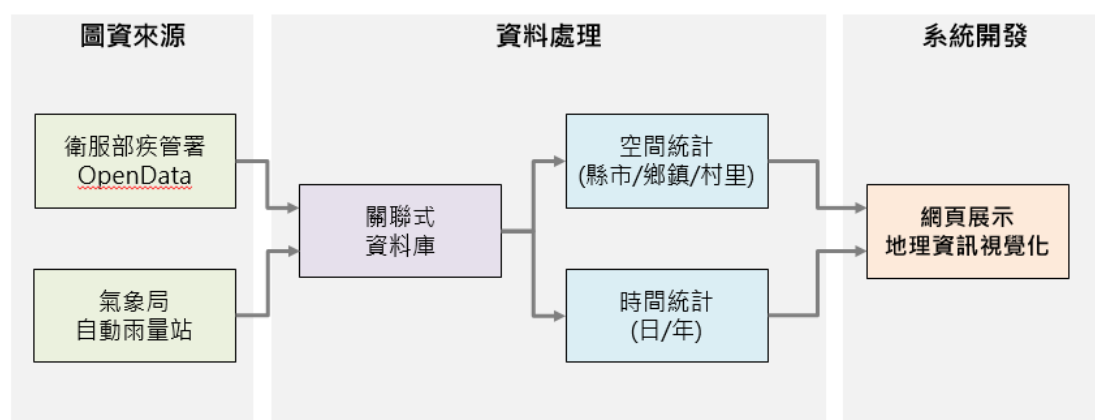 圖資來源
資料處理
系統開發
衛服部疾管署
OpenData
氣象局
自動雨量站
關聯式
資料庫
空間統計
(縣市/鄉鎮/村里)
時間統計
(日/年)
網頁展示
地理資訊視覺化